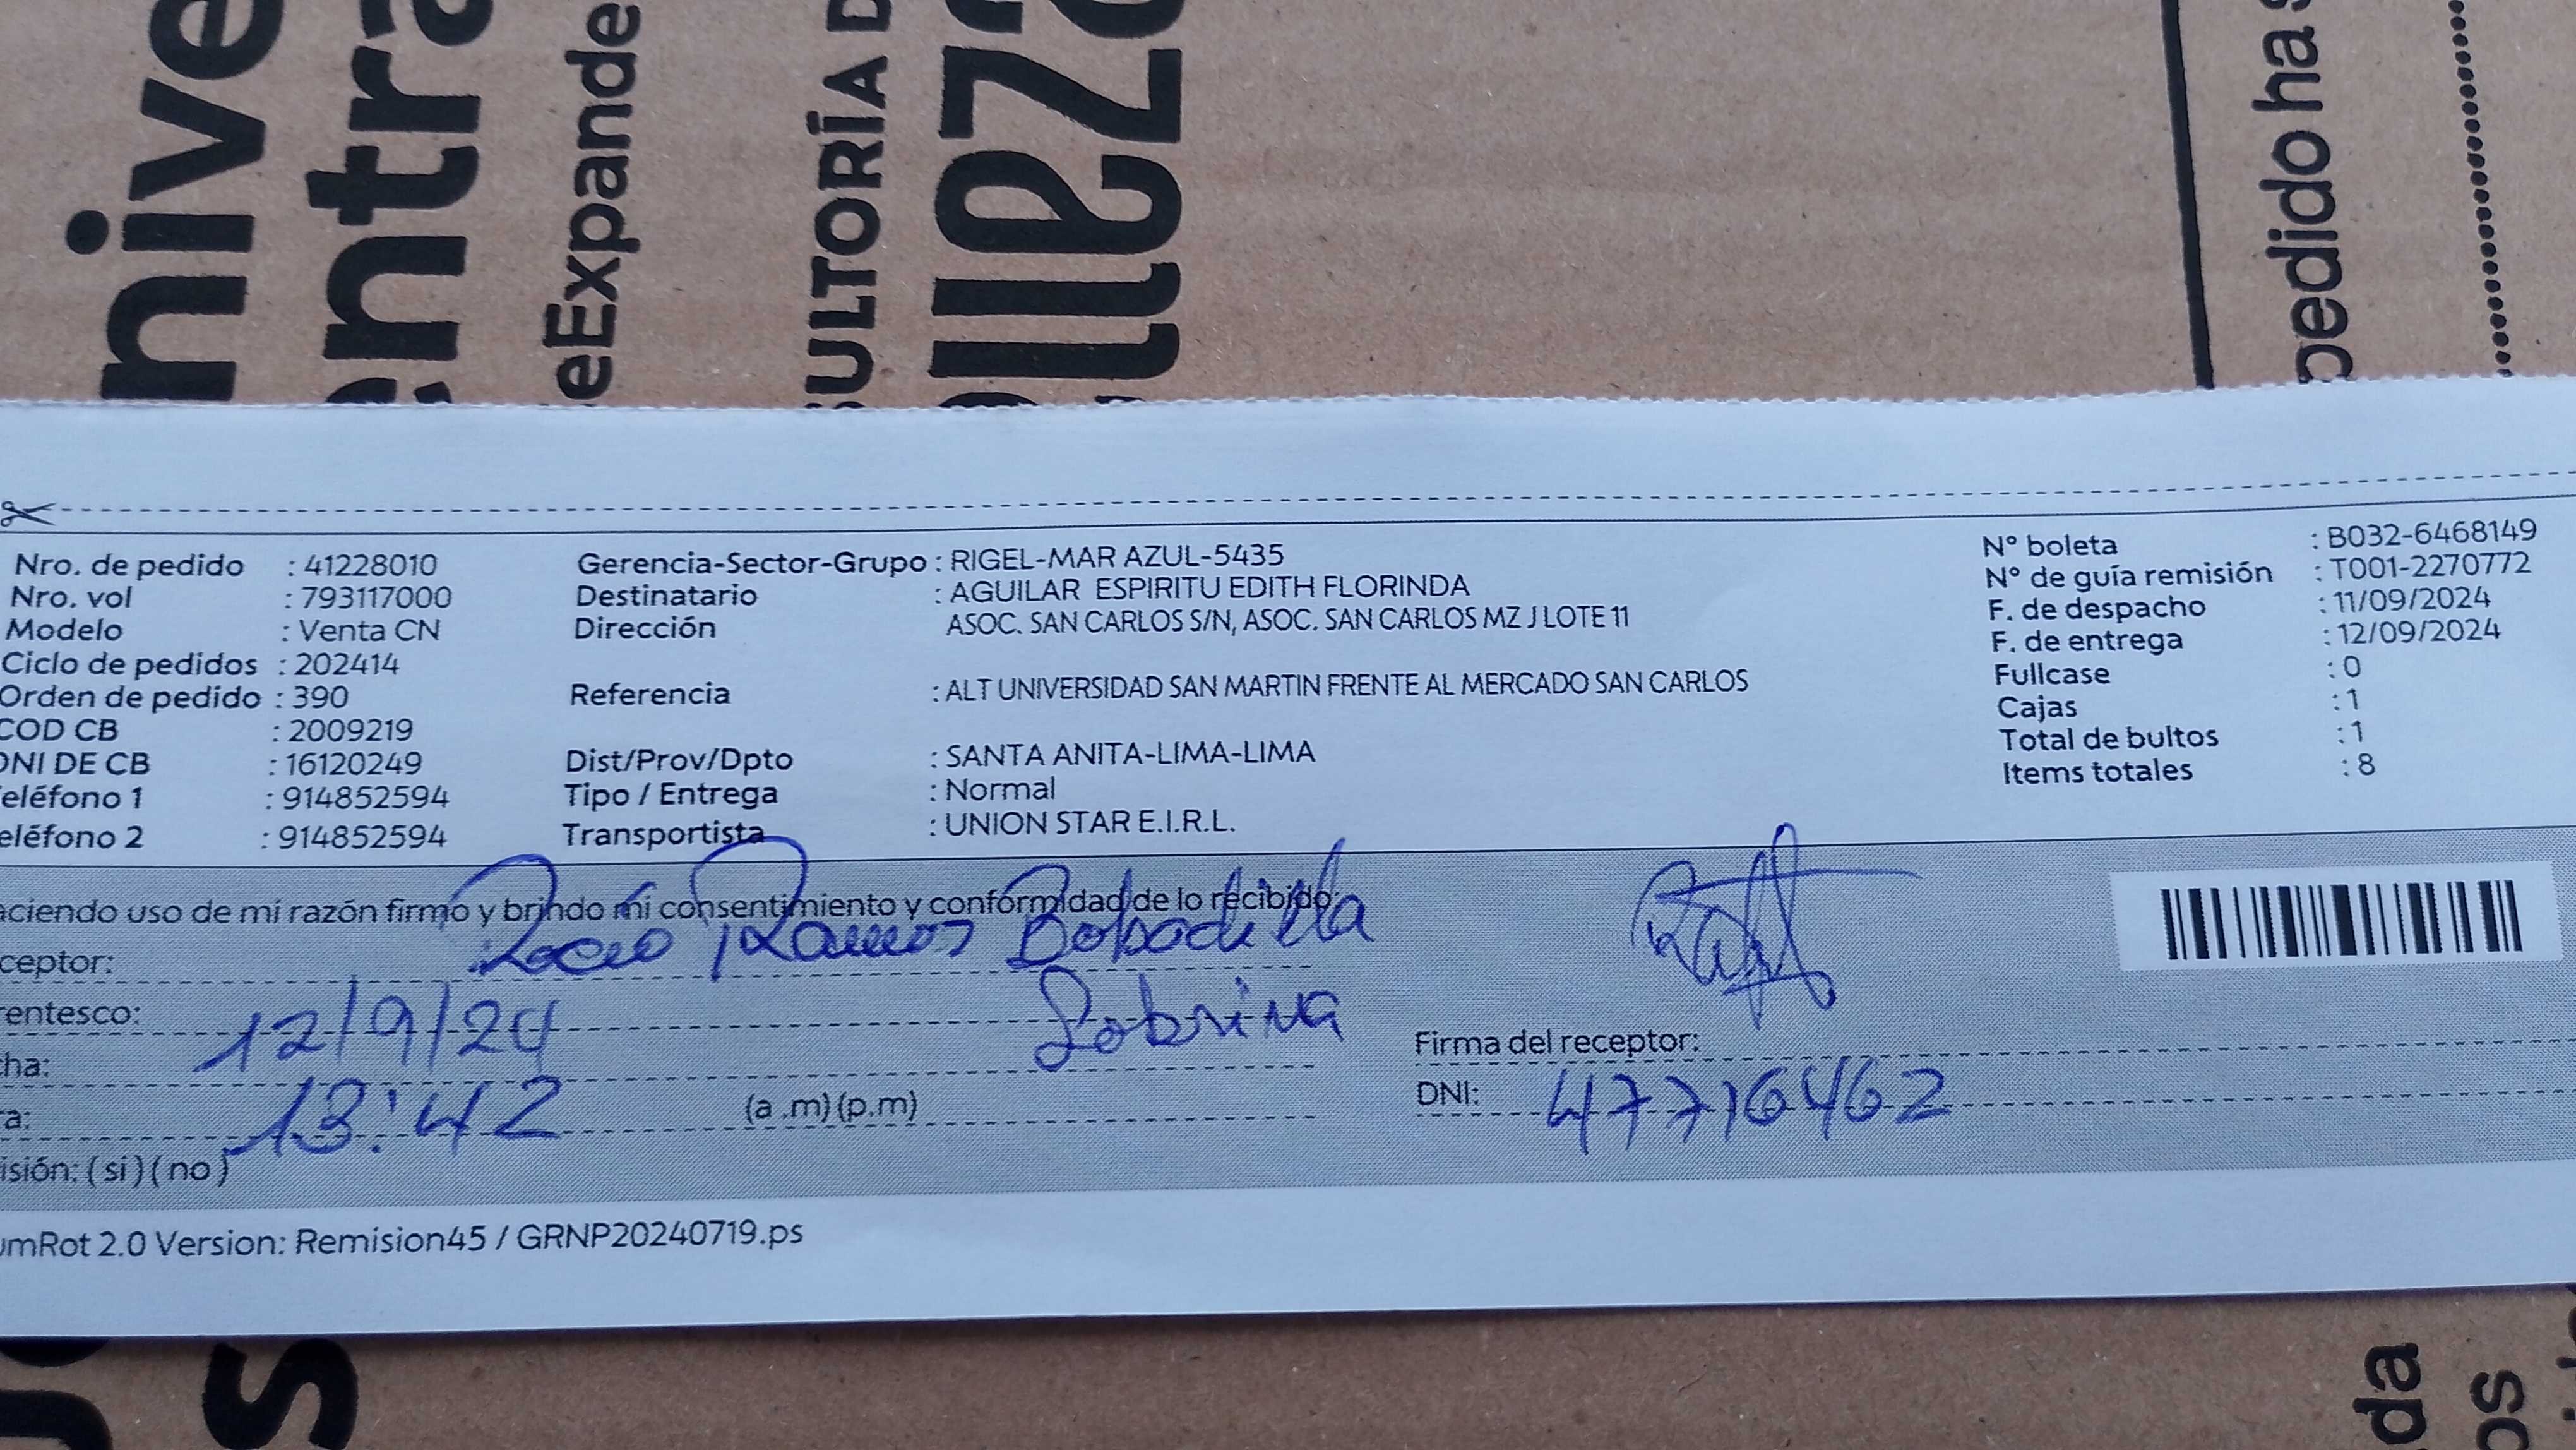 nive
entra
eExpande
SULTORÍA D
elleza
pedido ha s
Nro. de pedido : 41228010
Nro. vol : 793117000
Modelo : Venta CN
Ciclo de pedidos : 202414
Orden de pedido : 390
COD CB : 2009219
DNI DE CB : 16120249
eléfono 1 : 914852594
eléfono 2 : 914852594
Gerencia-Sector-Grupo : RIGEL-MAR AZUL-5435
Destinatario : AGUILAR ESPIRITU EDITH FLORINDA
Dirección ASOC. SAN CARLOS S/N, ASOC. SAN CARLOS MZ J LOTE 11
Referencia : ALT UNIVERSIDAD SAN MARTIN FRENTE AL MERCADO SAN CARLOS
Dist/Prov/Dpto : SANTA ANITA-LIMA-LIMA
Tipo / Entrega : Normal
Transportista : UNION STAR E.I.R.L.
N° boleta : B032-6468149
N° de guía remisión : T001-2270772
F. de despacho : 11/09/2024
F. de entrega : 12/09/2024
Fullcase : 0
Cajas : 1
Total de bultos : 1
Items totales : 8
aciendo uso de mi razón firmo y brindo mi consentimiento y conformidad de lo recibido:
ceptor: Rocio Ramos Bobadilla
rentesco: Sobrina
cha: 12/9/24
ra: 13:42 (a .m) (p.m)
isión: ( si ) ( no )
Firma del receptor:
DNI: 47716462
umRot 2.0 Version: Remision45 / GRNP20240719.ps
s
da
os